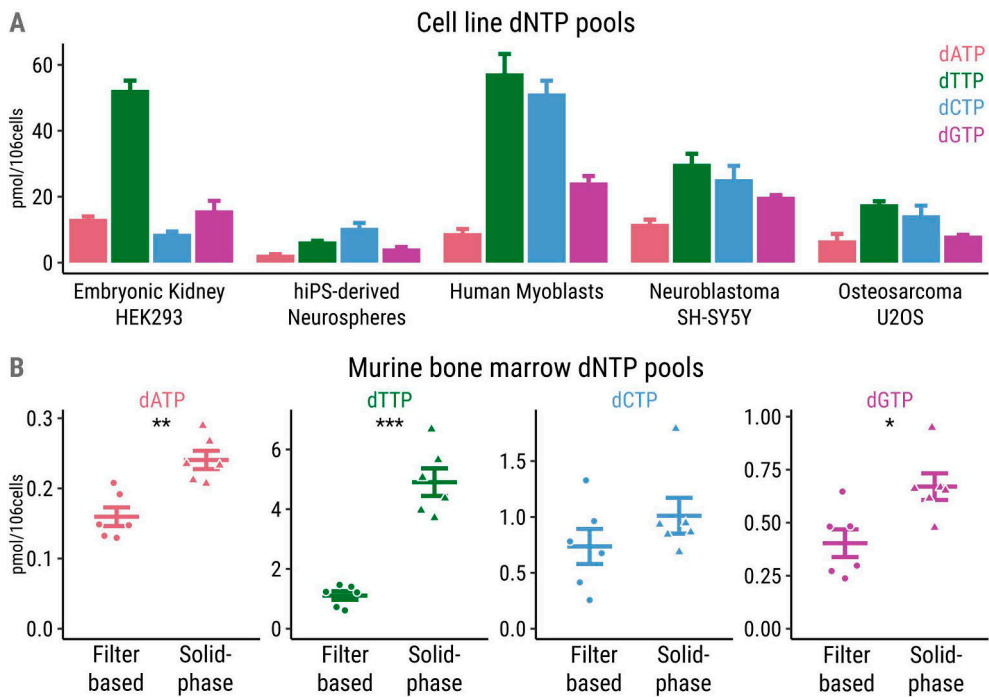 A
Cell line dNTP pools
dATP
dTTP
dCTP
dGTP
pmol/106cells
60
40
20
0
Embryonic Kidney
HEK293
hiPS-derived
Neurospheres
Human Myoblasts
Neuroblastoma
SH-SY5Y
Osteosarcoma
U2OS
B
Murine bone marrow dNTP pools
pmol/106cells
dATP
**
0.3
0.2
0.1
0.0
Filter
based
Solid-
phase
dTTP
***
6
4
2
0
Filter
based
Solid-
phase
dCTP
1.5
1.0
0.5
0.0
Filter
based
Solid-
phase
dGTP
*
1.00
0.75
0.50
0.25
0.00
Filter
based
Solid-
phase